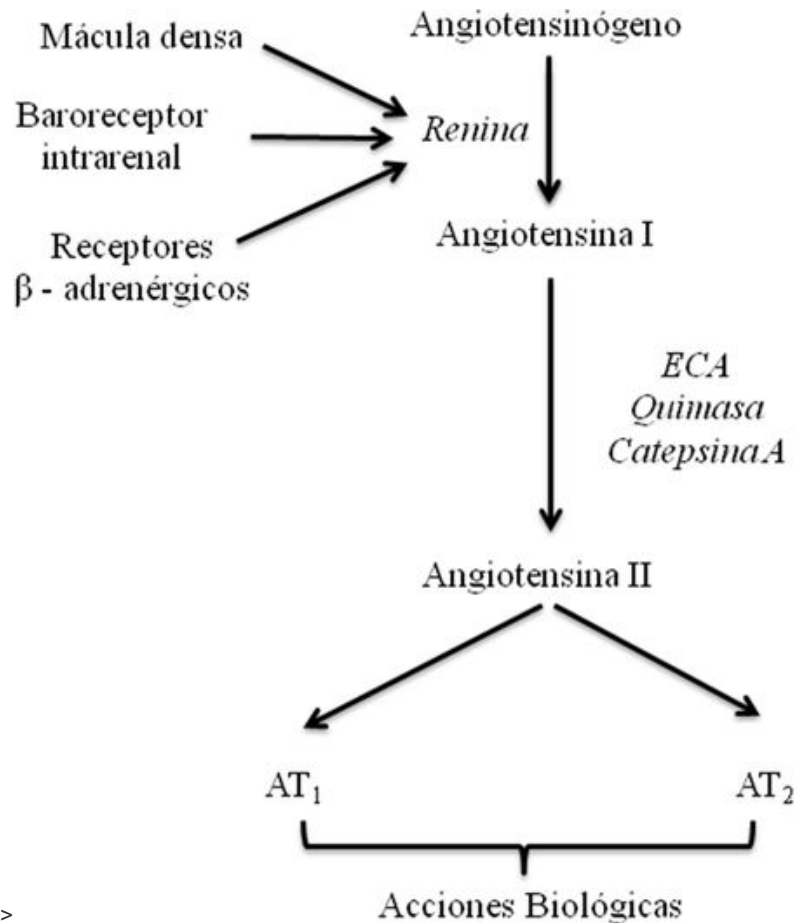 Angiotensinógeno
Mácula densa
Baroreceptor
intrarenal
Renina
Receptores
β - adrenérgicos
Angiotensina I
ECA
Quimasa
Catepsina A
Angiotensina II
AT₁
AT₂
Acciones Biológicas
>